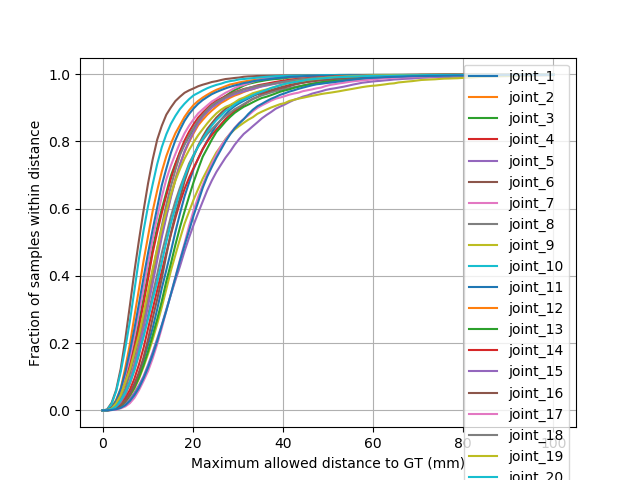 1.0
0.8
0.6
0.4
0.2
0.0
Fraction of samples within distance
0
20
40
60
80
100
Maximum allowed distance to GT (mm)
joint_1
joint_2
joint_3
joint_4
joint_5
joint_6
joint_7
joint_8
joint_9
joint_10
joint_11
joint_12
joint_13
joint_14
joint_15
joint_16
joint_17
joint_18
joint_19
joint_20